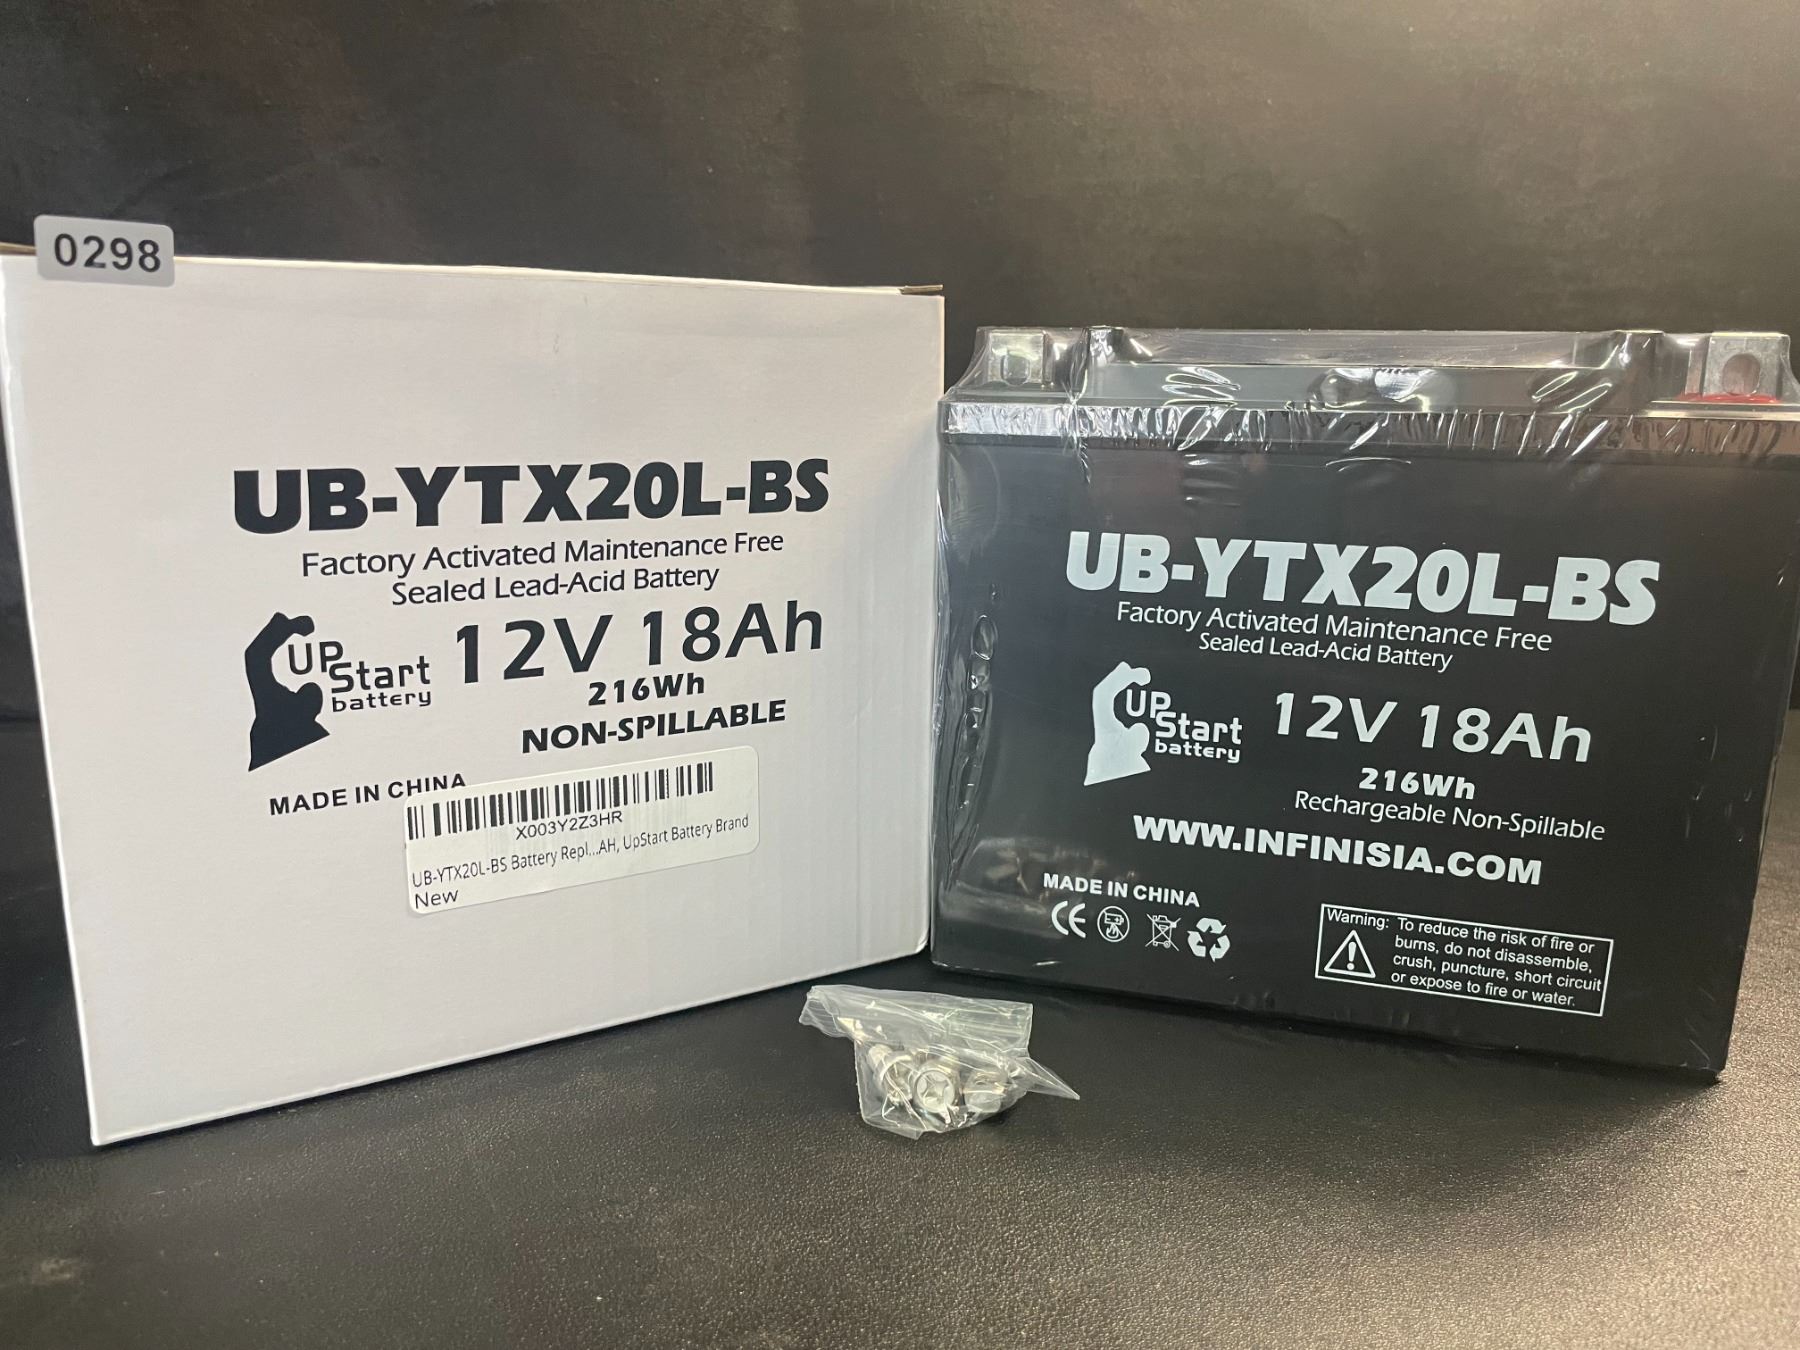 0298
UB-YTX20L-BS
Factory Activated Maintenance Free
Sealed Lead-Acid Battery
UPStart
battery
12V 18Ah
216Wh
NON-SPILLABLE
MADE IN CHINA
X003Y2Z3HR
UB-YTX20L-BS Battery Repl...AH, UpStart Battery Brand
New
UB-YTX20L-BS
Factory Activated Maintenance Free
Sealed Lead-Acid Battery
UPStart
battery
12V 18Ah
216Wh
Rechargeable Non-Spillable
WWW.INFINISIA.COM
MADE IN CHINA
CE
Warning: To reduce the risk of fire or
burns, do not disassemble,
crush, puncture, short circuit
or expose to fire or water.